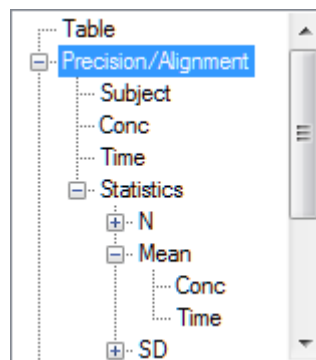 Table
Precision/Alignment
Subject
Conc
Time
Statistics
N
Mean
Conc
Time
SD